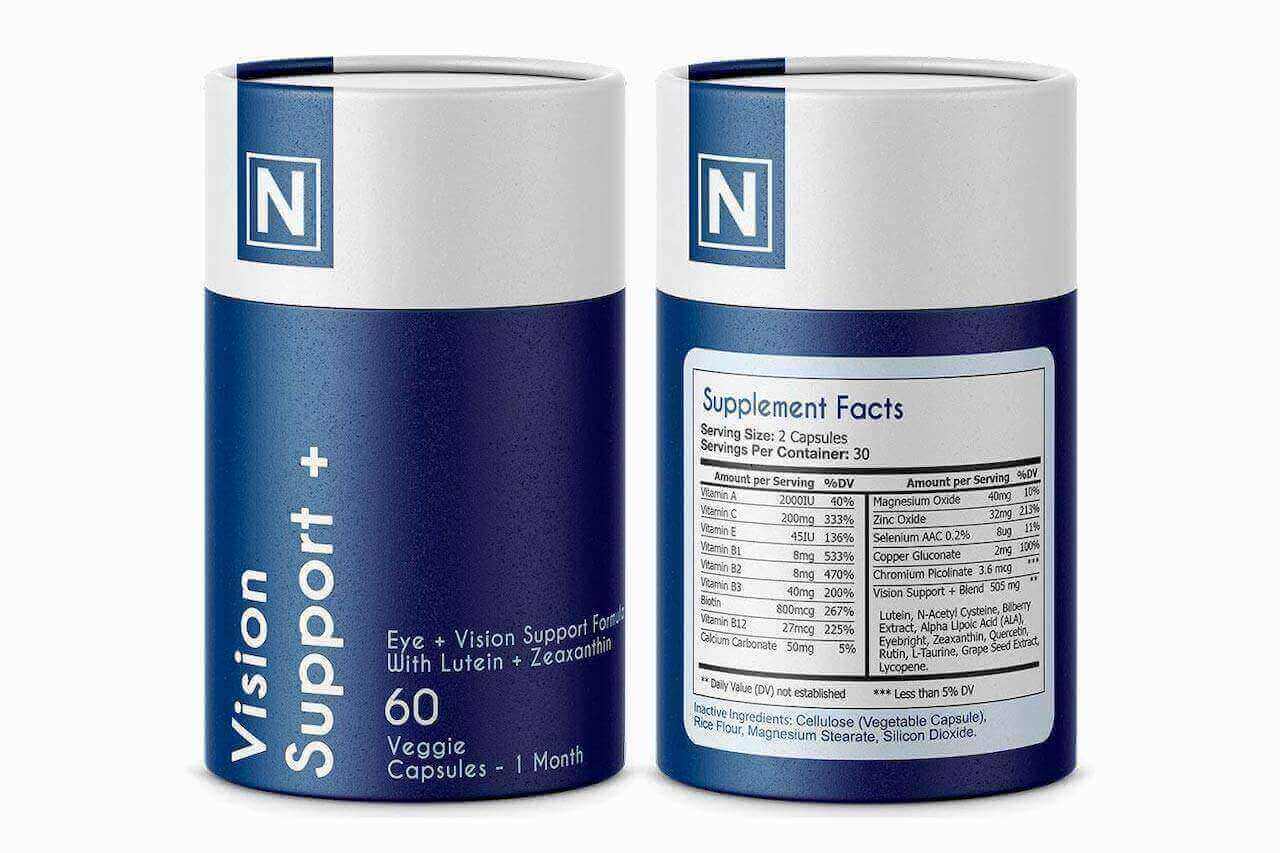 N
Vision
Support +
Eye + Vision Support Formula
With Lutein + Zeaxanthin
60
Veggie
Capsules - 1 Month
N
Supplement Facts
Serving Size: 2 Capsules
Servings Per Container: 30
Amount per Serving %DV
Vitamin A 2000IU 40%
Vitamin C 200mg 333%
Vitamin E 45IU 136%
Vitamin B1 8mg 533%
Vitamin B2 8mg 470%
Vitamin B3 40mg 200%
Biotin 800mcg 267%
Vitamin B12 27mcg 225%
Calcium Carbonate 50mg 5%
Amount per Serving %DV
Magnesium Oxide 40mg 10%
Zinc Oxide 32mg 213%
Selenium AAC 0.2% 8ug 11%
Copper Gluconate 2mg 100%
Chromium Picolinate 3.6 mcg ***
Vision Support + Blend 505 mg **
Lutein, N-Acetyl Cysteine, Bilberry
Extract, Alpha Lipoic Acid (ALA),
Eyebright, Zeaxanthin, Quercetin,
Rutin, L-Taurine, Grape Seed Extract,
Lycopene.
** Daily Value (DV) not established
*** Less than 5% DV
Inactive Ingredients: Cellulose (Vegetable Capsule),
Rice Flour, Magnesium Stearate, Silicon Dioxide.